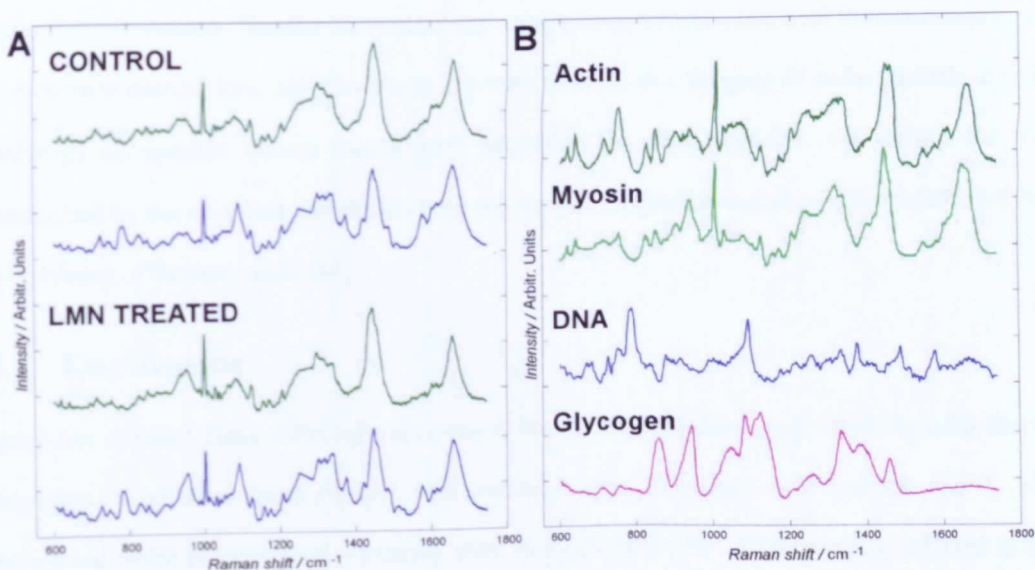 A
CONTROL
LMN TREATED
Intensity / Arbitr. Units
600 800 1000 1200 1400 1600 1800
Raman shift / cm⁻¹
B
Actin
Myosin
DNA
Glycogen
Intensity / Arbitr. Units
600 800 1000 1200 1400 1600 1800
Raman shift / cm⁻¹